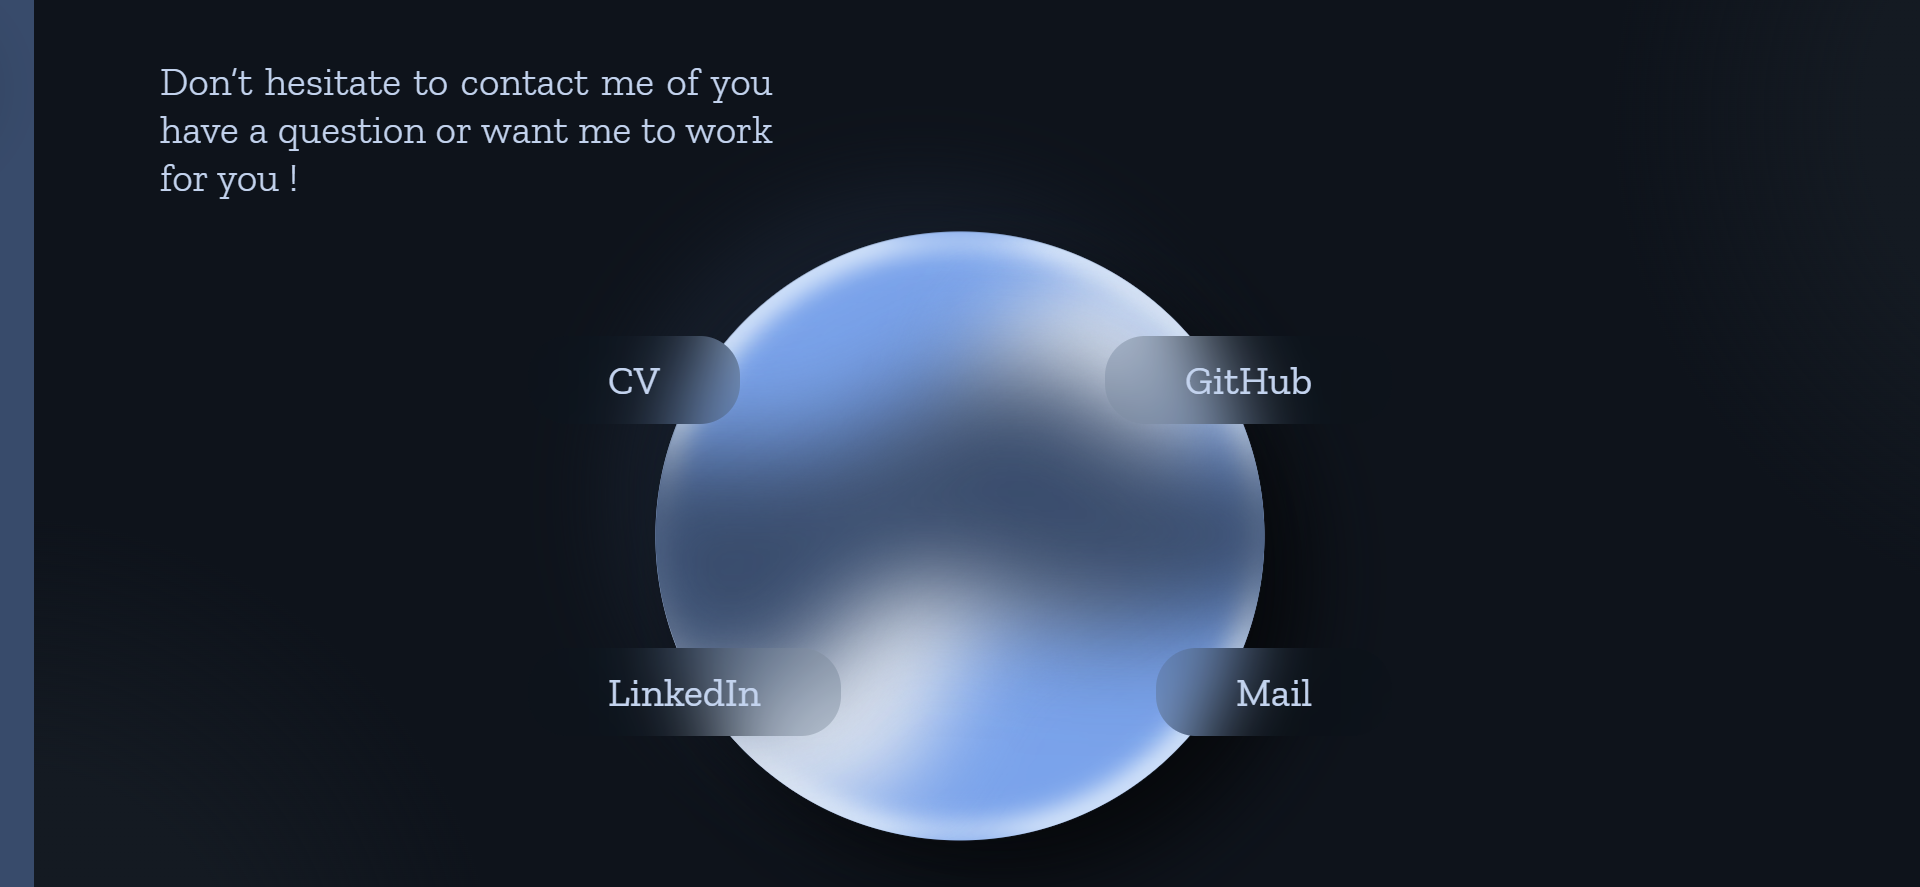 Don't hesitate to contact me of you
have a question or want me to work
for you !
CV
GitHub
LinkedIn
Mail